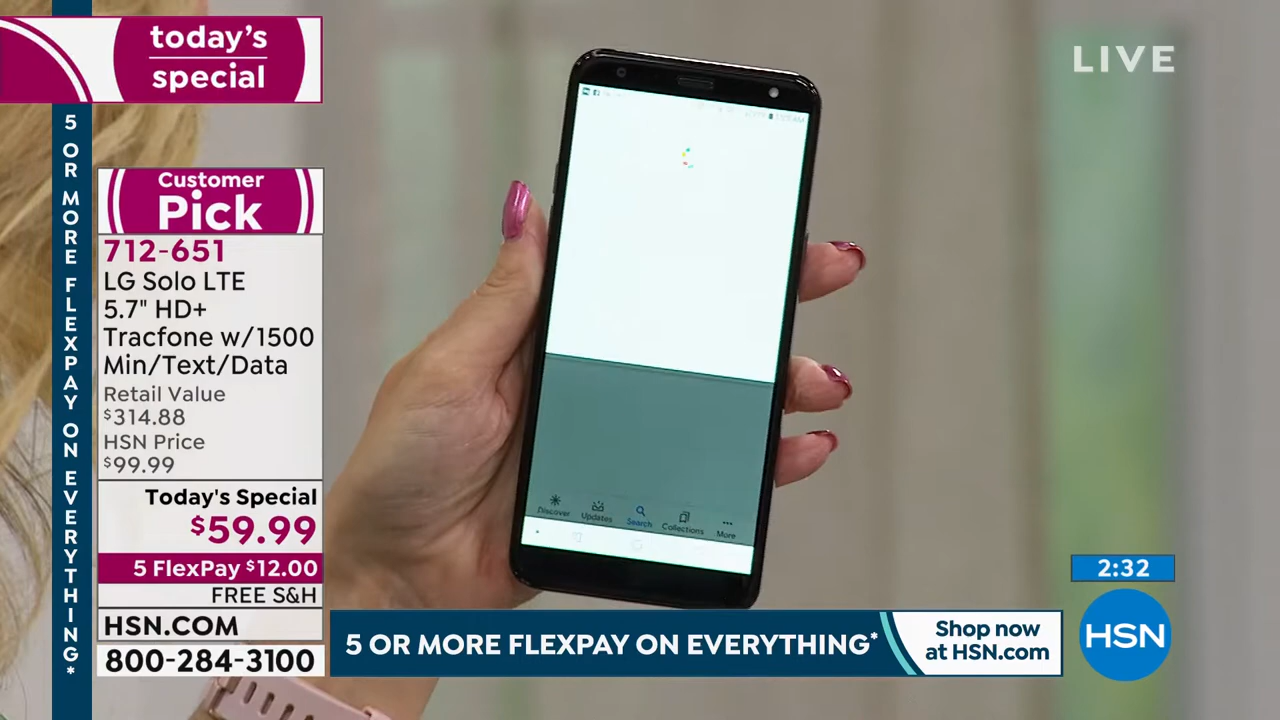 today's
special
LIVE
5 OR MORE FLEXPAY ON EVERYTHING*
Customer
Pick
712-651
LG Solo LTE
5.7" HD+
Tracfone w/1500
Min/Text/Data
Retail Value
$314.88
HSN Price
$99.99
Today's Special
$59.99
5 FlexPay $12.00
FREE S&H
HSN.COM
800-284-3100
Discover
Updates
Search
Collections
More
5 OR MORE FLEXPAY ON EVERYTHING*
Shop now
at HSN.com
2:32
HSN